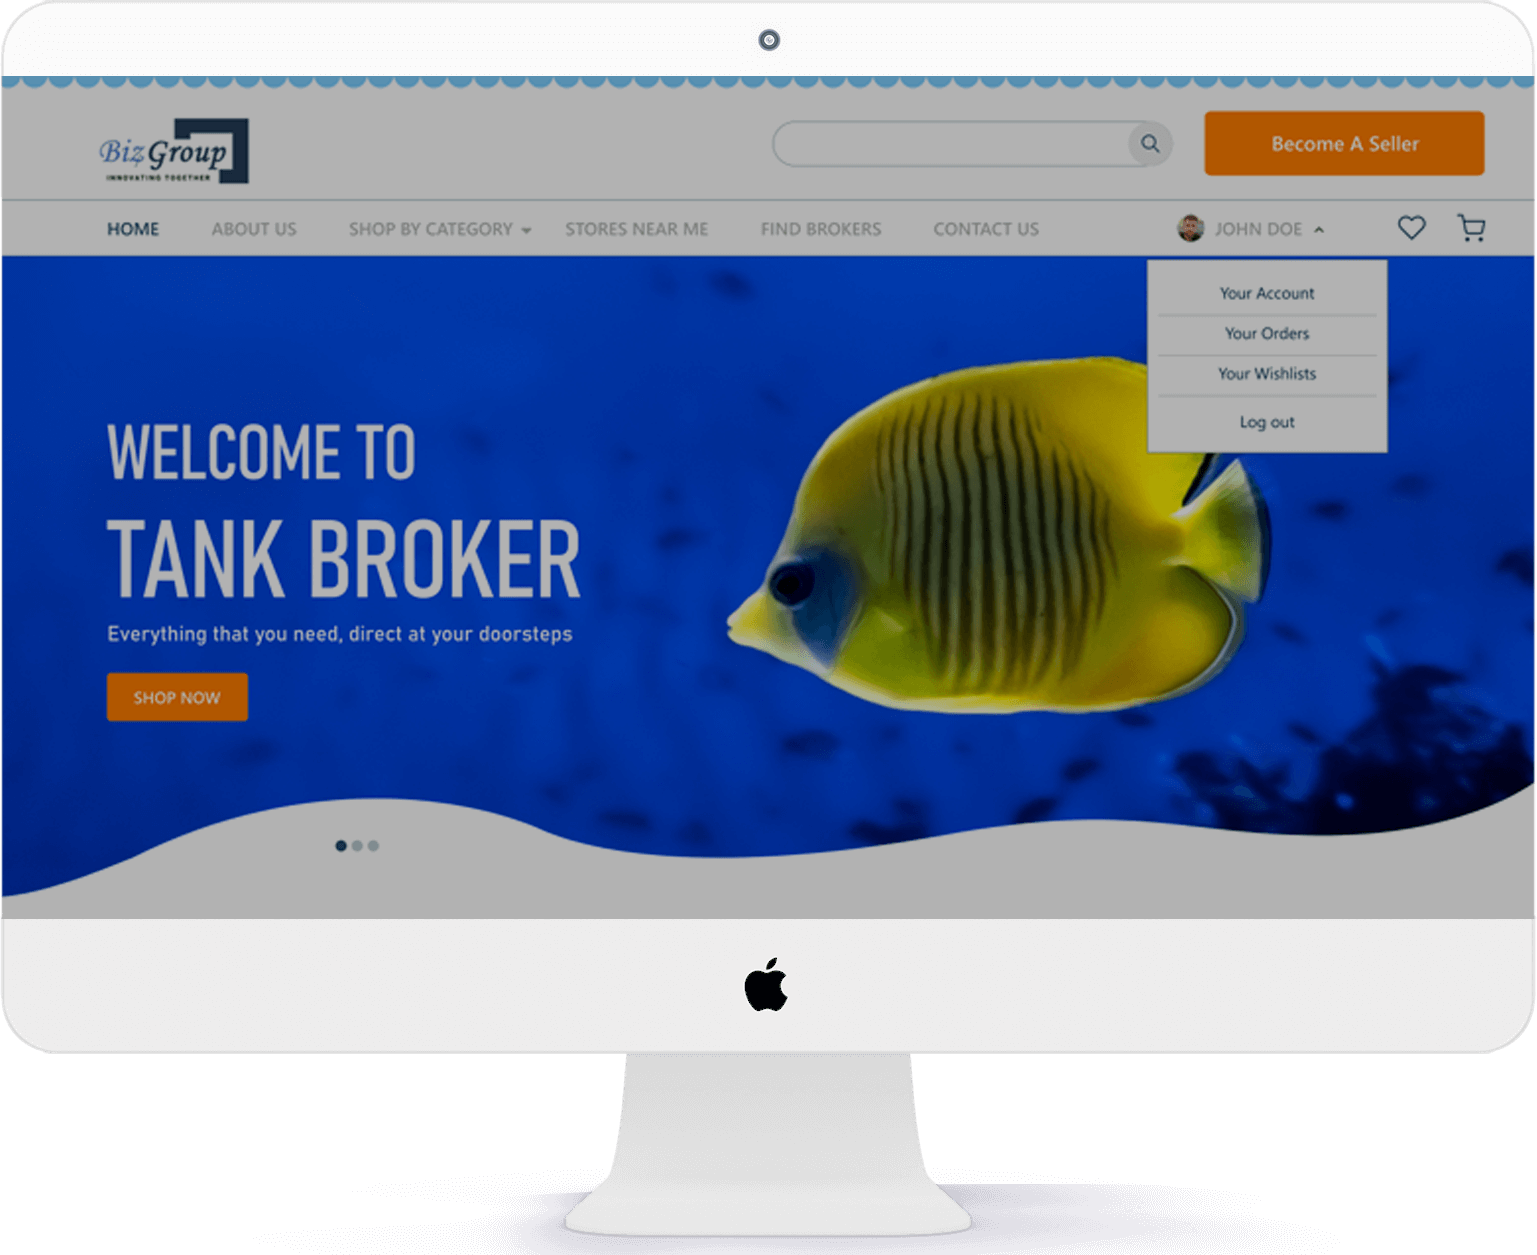 Biz Group
INNOVATING TOGETHER
Become A Seller
HOME ABOUT US SHOP BY CATEGORY STORES NEAR ME FIND BROKERS CONTACT US JOHN DOE
Your Account
Your Orders
Your Wishlists
Log out
WELCOME TO
TANK BROKER
Everything that you need, direct at your doorsteps
SHOP NOW